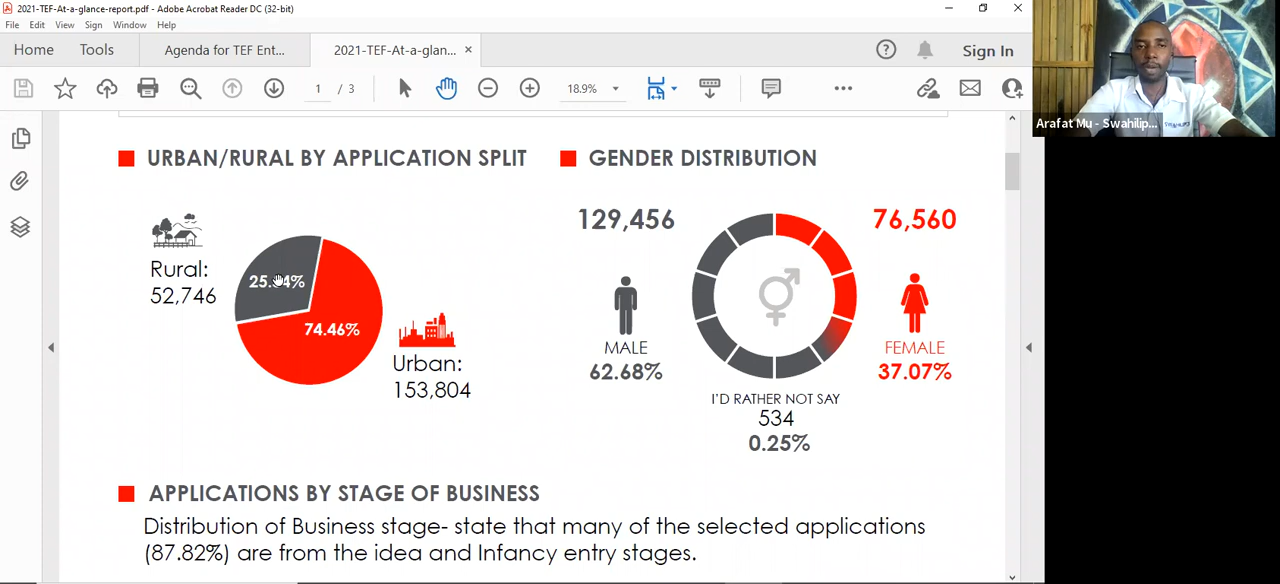 2021-TEF-At-a-glance-report.pdf - Adobe Acrobat Reader DC (32-bit)
File Edit View Sign Window Help
Home Tools Agenda for TEF Ent... 2021-TEF-At-a-glan... × Sign In
1 / 3 18.9%
Arafat Mu - Swahilip...
URBAN/RURAL BY APPLICATION SPLIT
GENDER DISTRIBUTION
129,456
76,560
Rural:
52,746
74.46%
Urban:
153,804
MALE
62.68%
FEMALE
37.07%
I'D RATHER NOT SAY
534
0.25%
APPLICATIONS BY STAGE OF BUSINESS
Distribution of Business stage- state that many of the selected applications
(87.82%) are from the idea and Infancy entry stages.